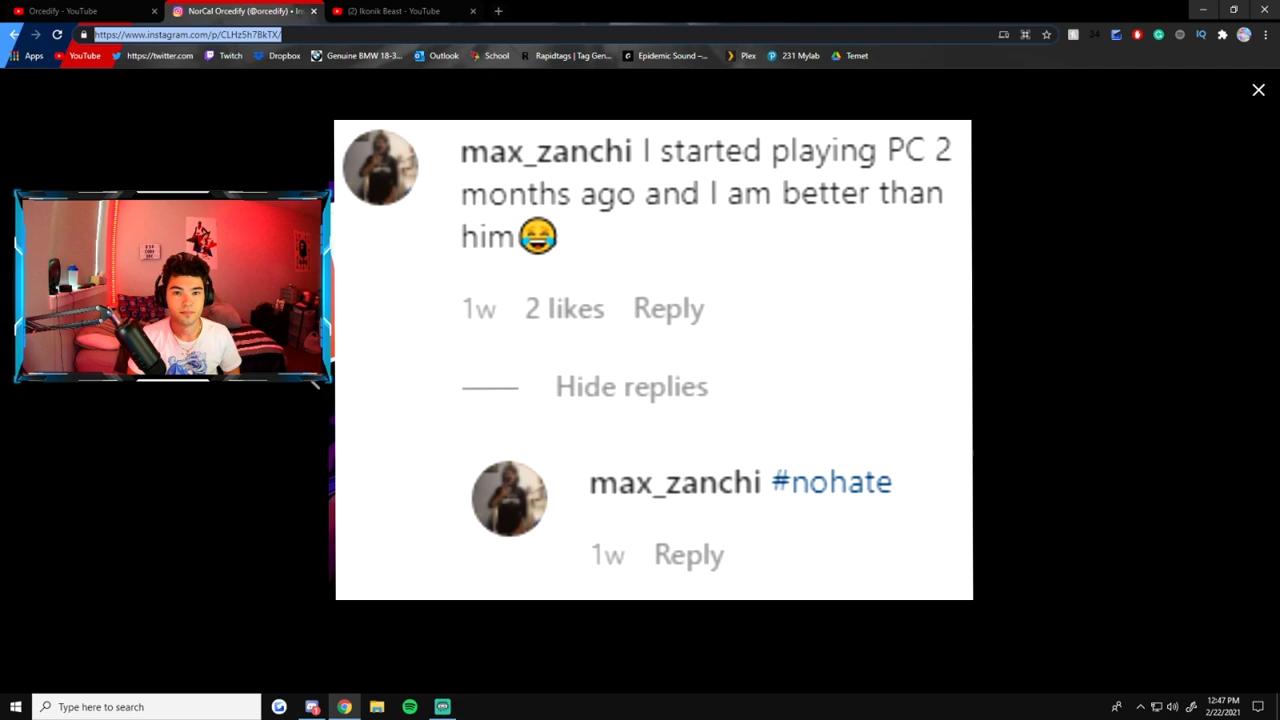 Orcedify - YouTube
NorCal Orcedify (@orcedify) • In
(2) Ikonik Beast - YouTube
https://www.instagram.com/p/CLHz5h7BkTX/
34
Apps
YouTube
https://twitter.com
Twitch
Dropbox
Genuine BMW 18-3...
Outlook
School
Rapidtags | Tag Gen...
Epidemic Sound –...
Plex
231 Mylab
Temet
max_zanchi I started playing PC 2
months ago and I am better than
him😂
1w 2 likes Reply
Hide replies
max_zanchi #nohate
1w Reply
Type here to search
12:47 PM
2/22/2021